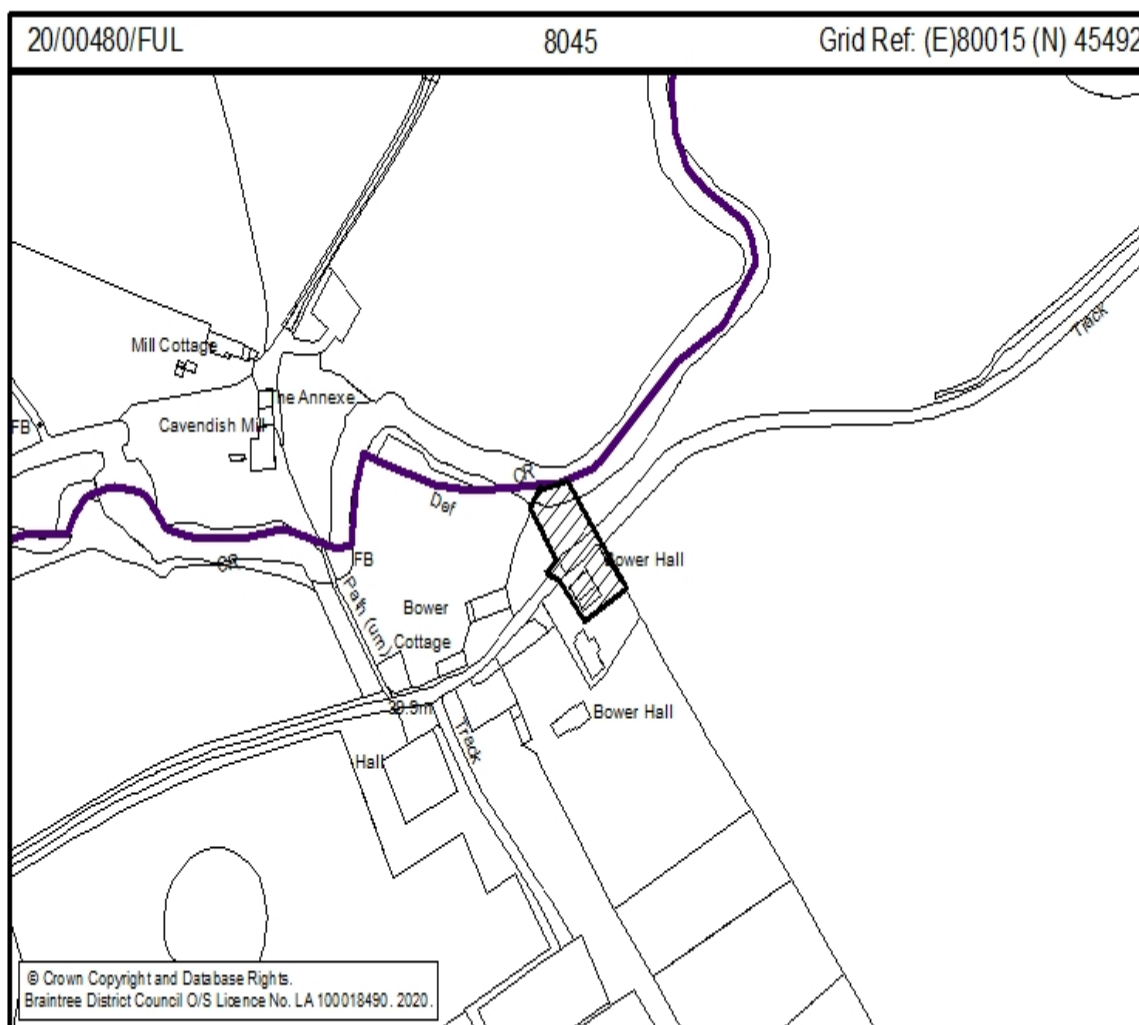 20/00480/FUL 8045 Grid Ref: (E)80015 (N) 45492
Track
Mill Cottage
The Annexe
FB
Cavendish Mill
CR
Def
FB
CR
Bower Hall
Path (um)
Bower
Cottage
Bower Hall
Track
Hall
© Crown Copyright and Database Rights.
Braintree District Council O/S Licence No. LA 100018490. 2020.